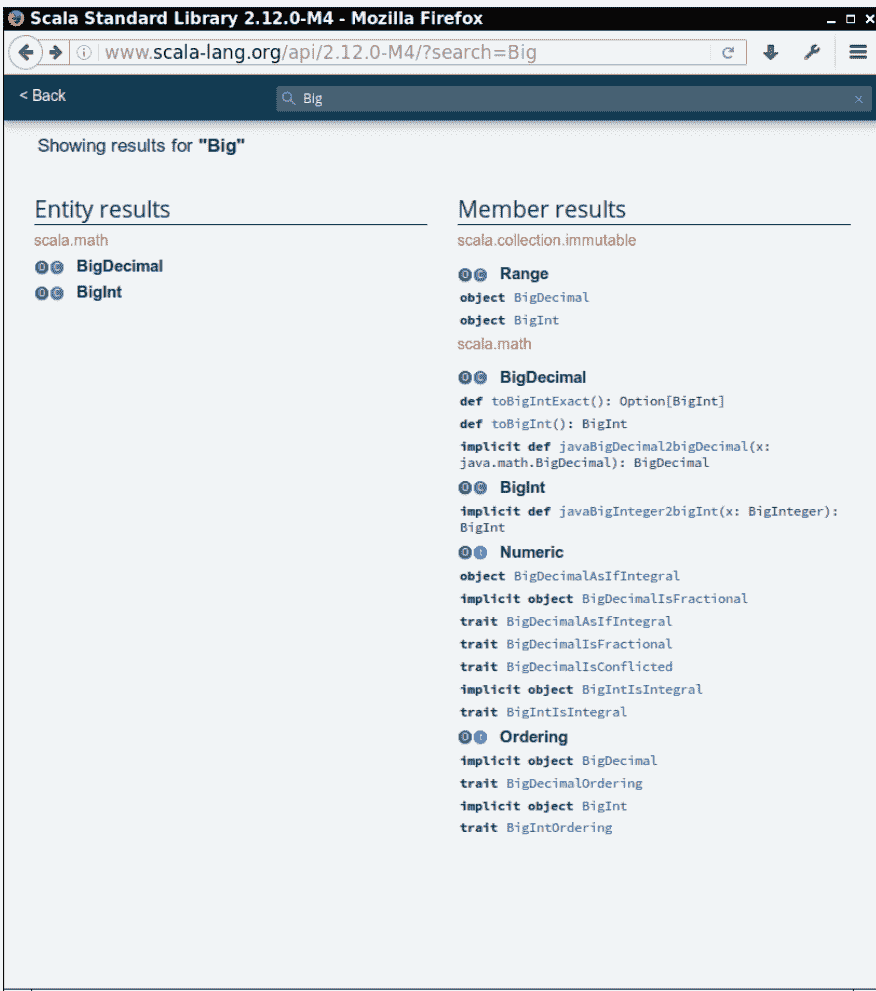 Scala Standard Library 2.12.0-M4 - Mozilla Firefox
www.scala-lang.org/api/2.12.0-M4/?search=Big
< Back
Big
Showing results for "Big"
Entity results
scala.math
O C BigDecimal
O C BigInt
Member results
scala.collection.immutable
O C Range
object BigDecimal
object BigInt
scala.math
O C BigDecimal
def toBigIntExact(): Option[BigInt]
def toBigInt(): BigInt
implicit def javaBigDecimal2bigDecimal(x:
java.math.BigDecimal): BigDecimal
O C BigInt
implicit def javaBigInteger2bigInt(x: BigInteger):
BigInt
O t Numeric
object BigDecimalAsIfIntegral
implicit object BigDecimalIsFractional
trait BigDecimalAsIfIntegral
trait BigDecimalIsFractional
trait BigDecimalIsConflicted
implicit object BigIntIsIntegral
trait BigIntIsIntegral
O t Ordering
implicit object BigDecimal
trait BigDecimalOrdering
implicit object BigInt
trait BigIntOrdering